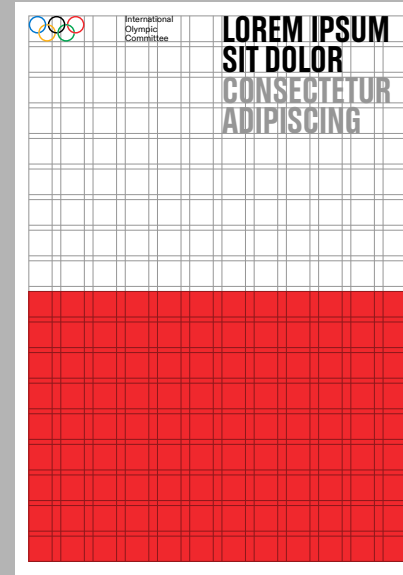 International
Olympic
Committee
LOREM IPSUM
SIT DOLOR
CONSECTETUR
ADIPISCING